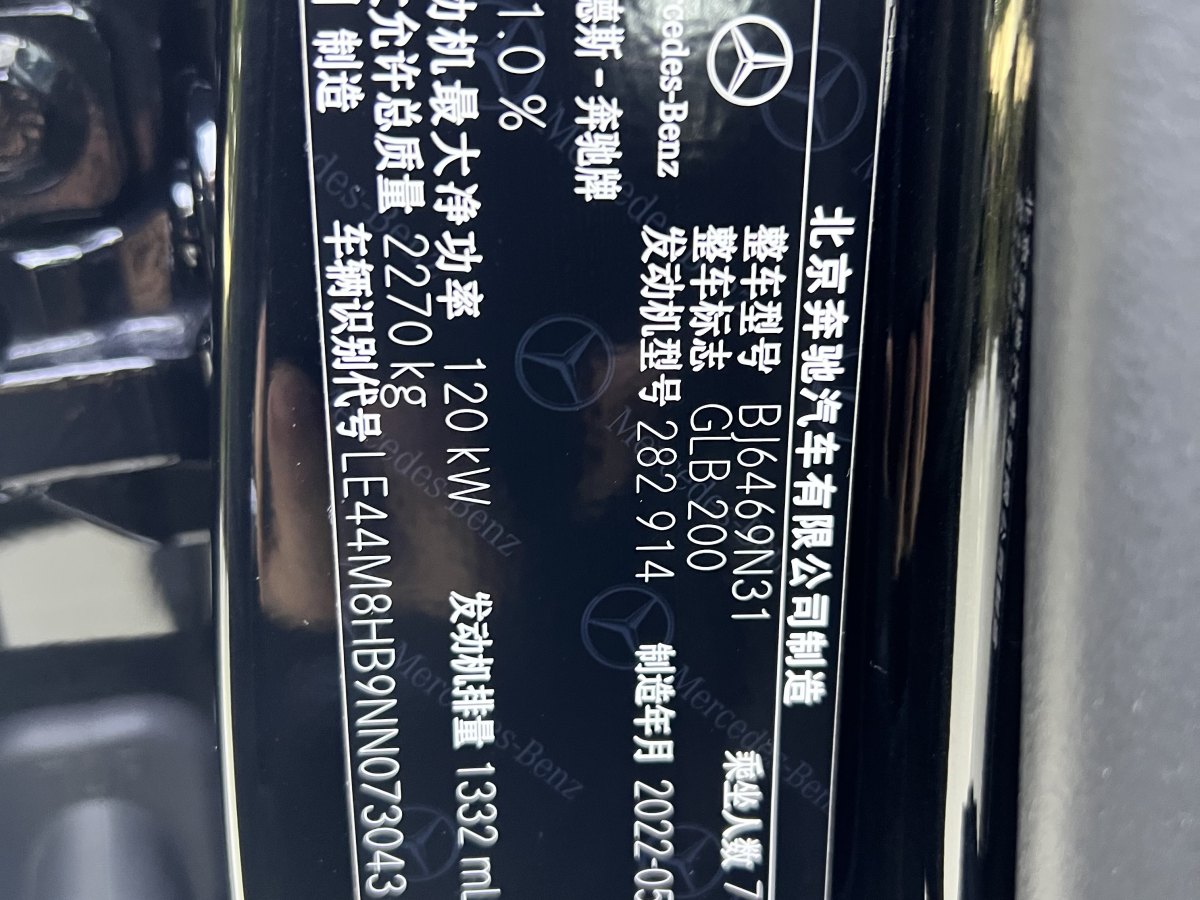 北京奔驰汽车有限公司制造
整车型号 BJ6469N31 乘坐人数 7
整车标志 GLB 200
cedes-Benz
发动机型号 282 914 制造年月 2022-05
德斯-奔驰牌
1.0 %
动机最大净功率 120 kW 发动机排量 1332 ml
允许总质量 2270 kg
制造 车辆识别代号 LE44M8HB9NN073043